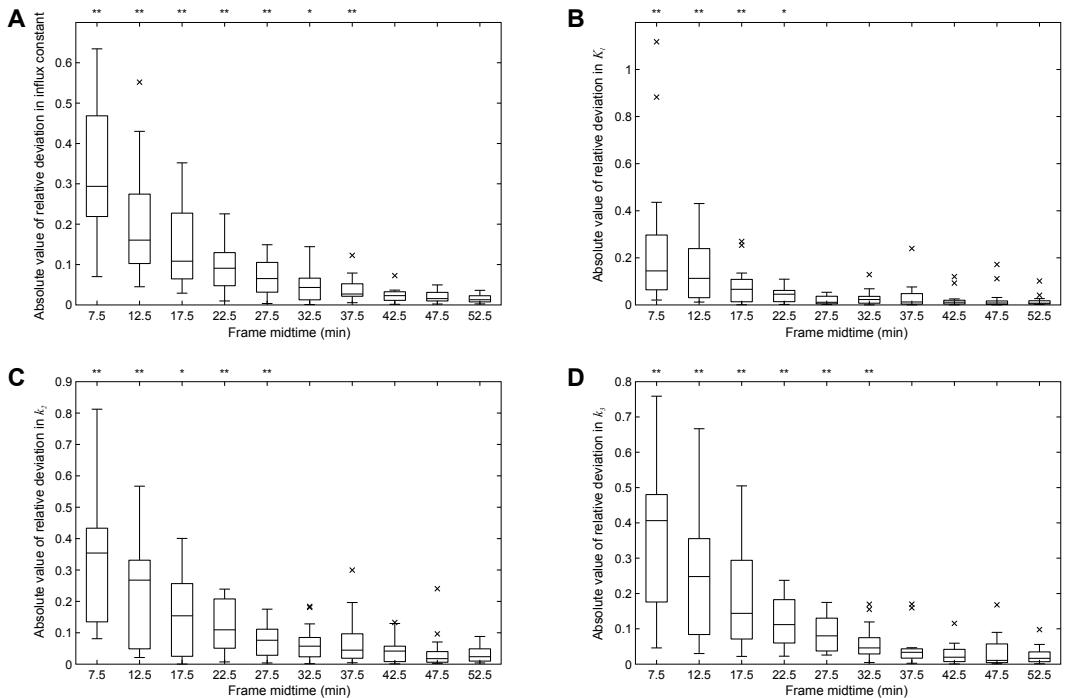 A
** ** ** ** ** * **
Absolute value of relative deviation in influx constant
0.6
0.5
0.4
0.3
0.2
0.1
0
7.5 12.5 17.5 22.5 27.5 32.5 37.5 42.5 47.5 52.5
Frame midtime (min)
B
** ** ** *
Absolute value of relative deviation in K₁
1
0.8
0.6
0.4
0.2
0
7.5 12.5 17.5 22.5 27.5 32.5 37.5 42.5 47.5 52.5
Frame midtime (min)
C
** ** * ** **
Absolute value of relative deviation in k₂
0.9
0.8
0.7
0.6
0.5
0.4
0.3
0.2
0.1
0
7.5 12.5 17.5 22.5 27.5 32.5 37.5 42.5 47.5 52.5
Frame midtime (min)
D
** ** ** ** ** **
Absolute value of relative deviation in k₃
0.8
0.7
0.6
0.5
0.4
0.3
0.2
0.1
0
7.5 12.5 17.5 22.5 27.5 32.5 37.5 42.5 47.5 52.5
Frame midtime (min)